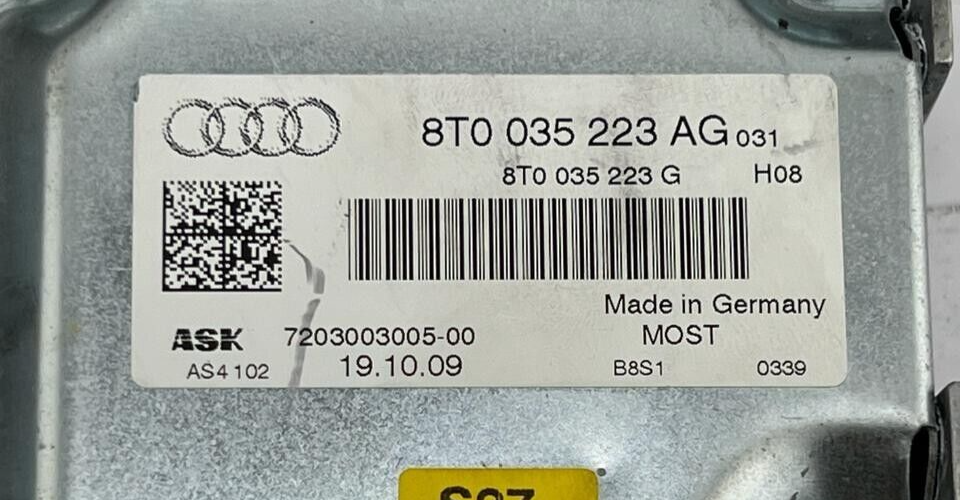 8T0 035 223 AG 031
8T0 035 223 G H08
Made in Germany
ASK 7203003005-00 MOST
AS4 102 19.10.09 B8S1 0339